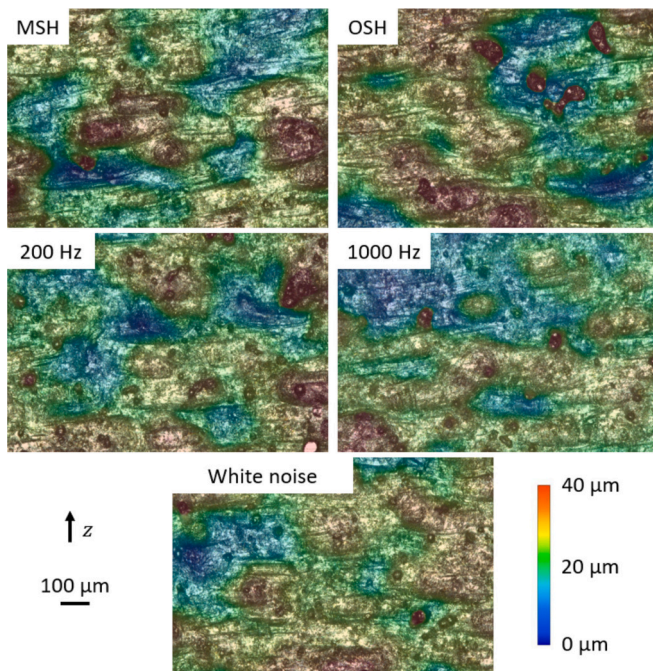 MSH
OSH
200 Hz
1000 Hz
White noise
z
100 μm
40 μm
20 μm
0 μm